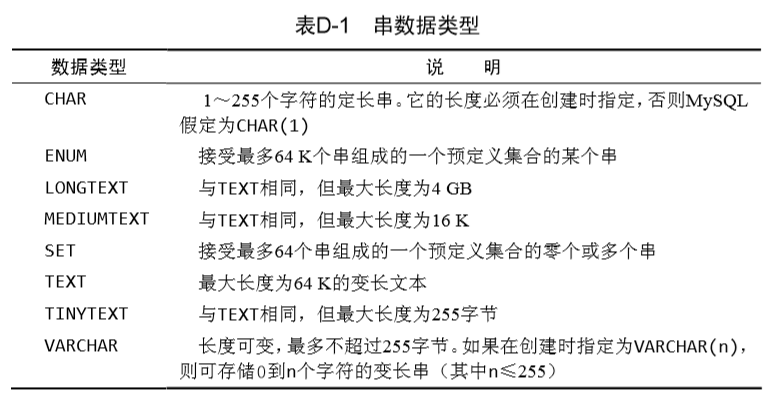 表D-1 串数据类型
数据类型 说 明
CHAR 1～255个字符的定长串。它的长度必须在创建时指定，否则MySQL
假定为CHAR(1)
ENUM 接受最多64 K个串组成的一个预定义集合的某个串
LONGTEXT 与TEXT相同，但最大长度为4 GB
MEDIUMTEXT 与TEXT相同，但最大长度为16 K
SET 接受最多64个串组成的一个预定义集合的零个或多个串
TEXT 最大长度为64 K的变长文本
TINYTEXT 与TEXT相同，但最大长度为255字节
VARCHAR 长度可变，最多不超过255字节。如果在创建时指定为VARCHAR(n)，
则可存储0到n个字符的变长串（其中n≤255）